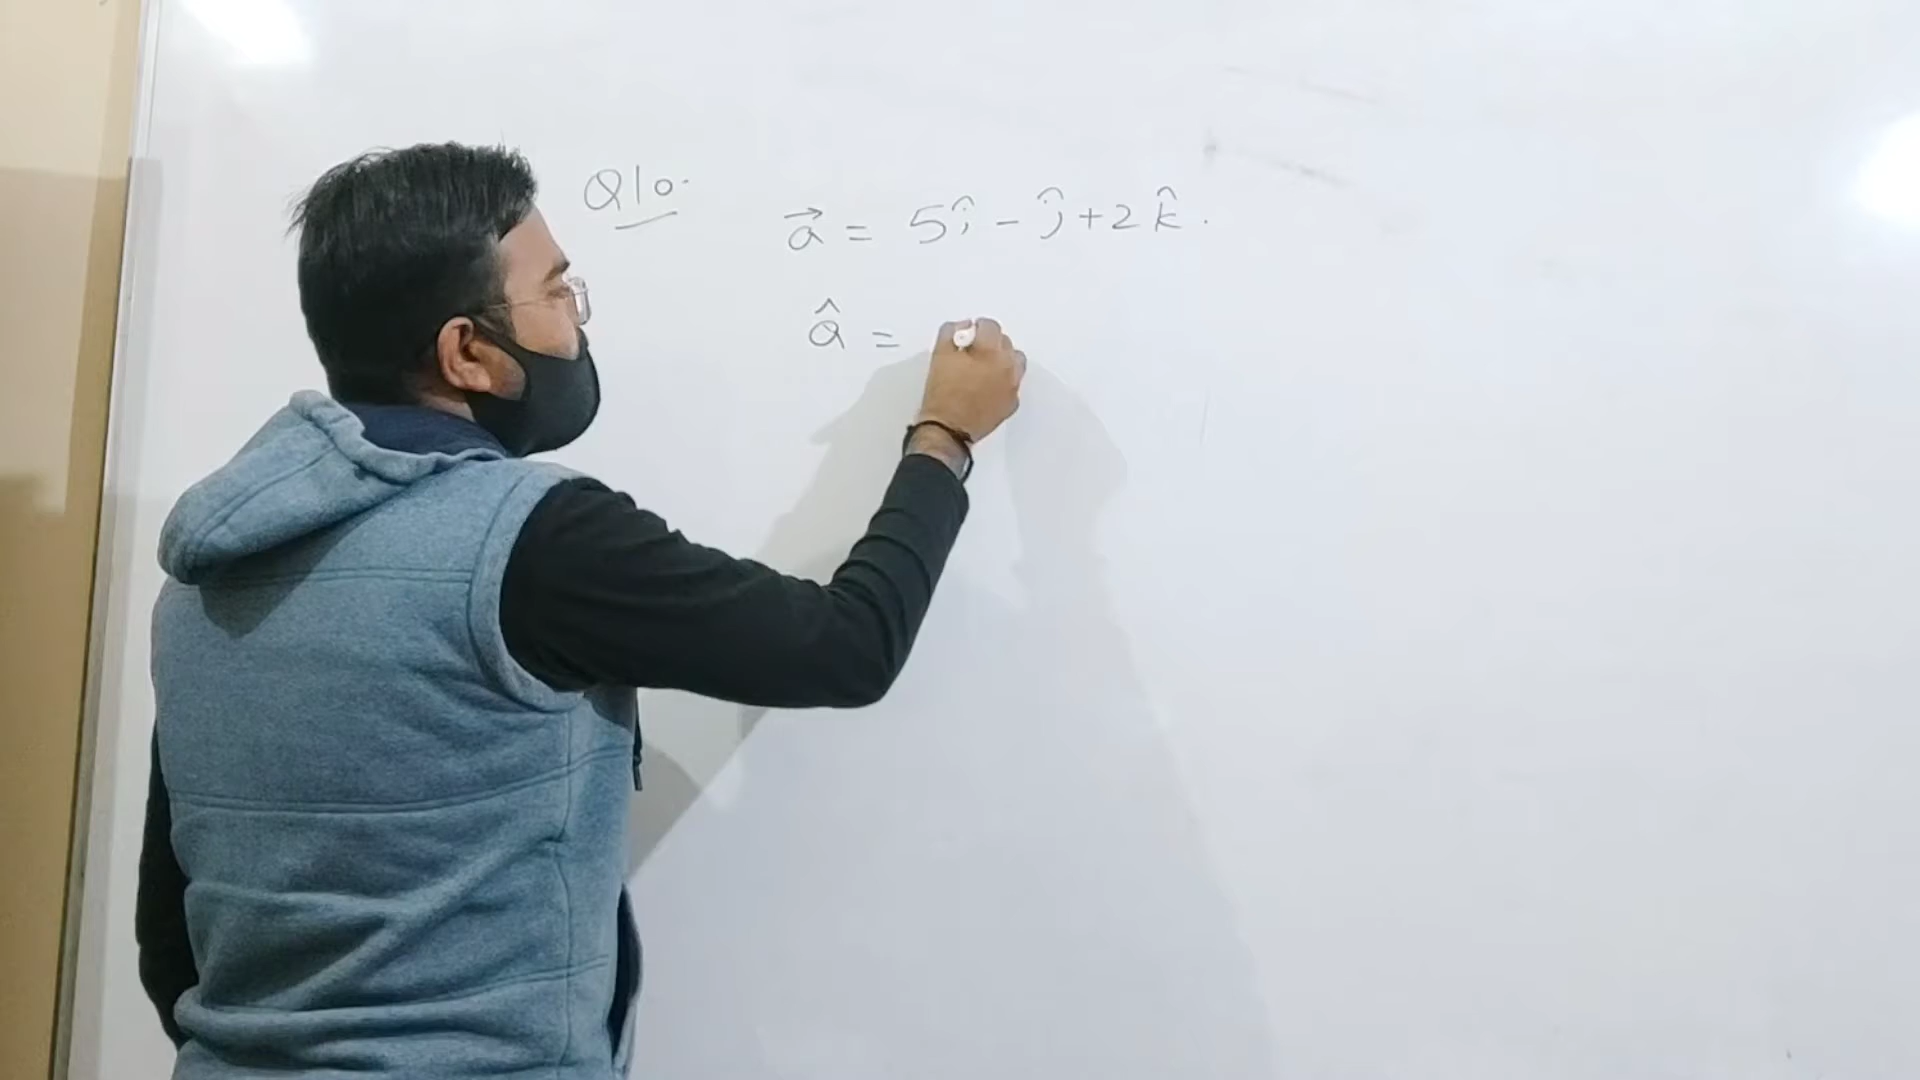 Q10.
a⃗ = 5î - ĵ + 2k̂.
â =